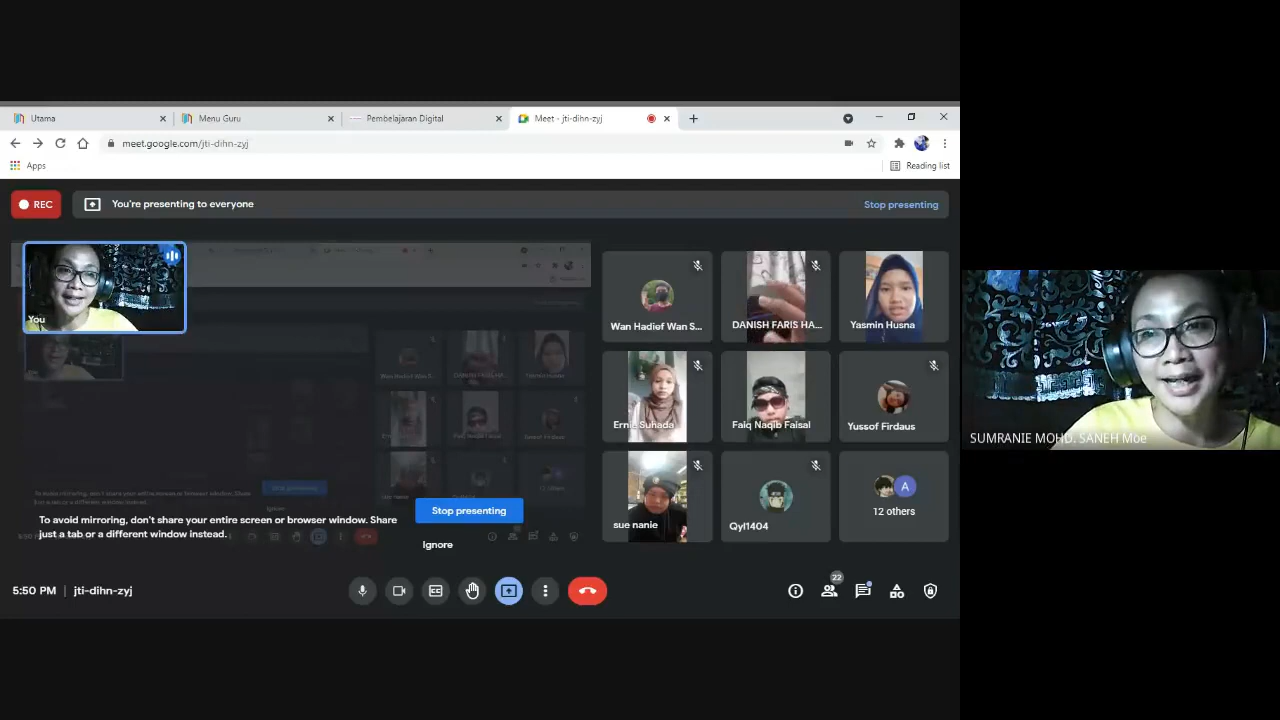 Utama
Menu Guru
Pembelajaran Digital
Meet - jti-dihn-zyj
meet.google.com/jti-dihn-zyj
Apps
Reading list
REC
You're presenting to everyone
Stop presenting
You
Wan Hadief Wan S...
DANISH FARIS HA...
Yasmin Husna
Ernie Suhada
Faiq Naqib Faisal
Yussof Firdaus
sue nanie
Qyl1404
A
12 others
To avoid mirroring, don't share your entire screen or browser window. Share
just a tab or a different window instead.
Stop presenting
Ignore
5:50 PM | jti-dihn-zyj
22
SUMRANIE MOHD. SANEH Moe